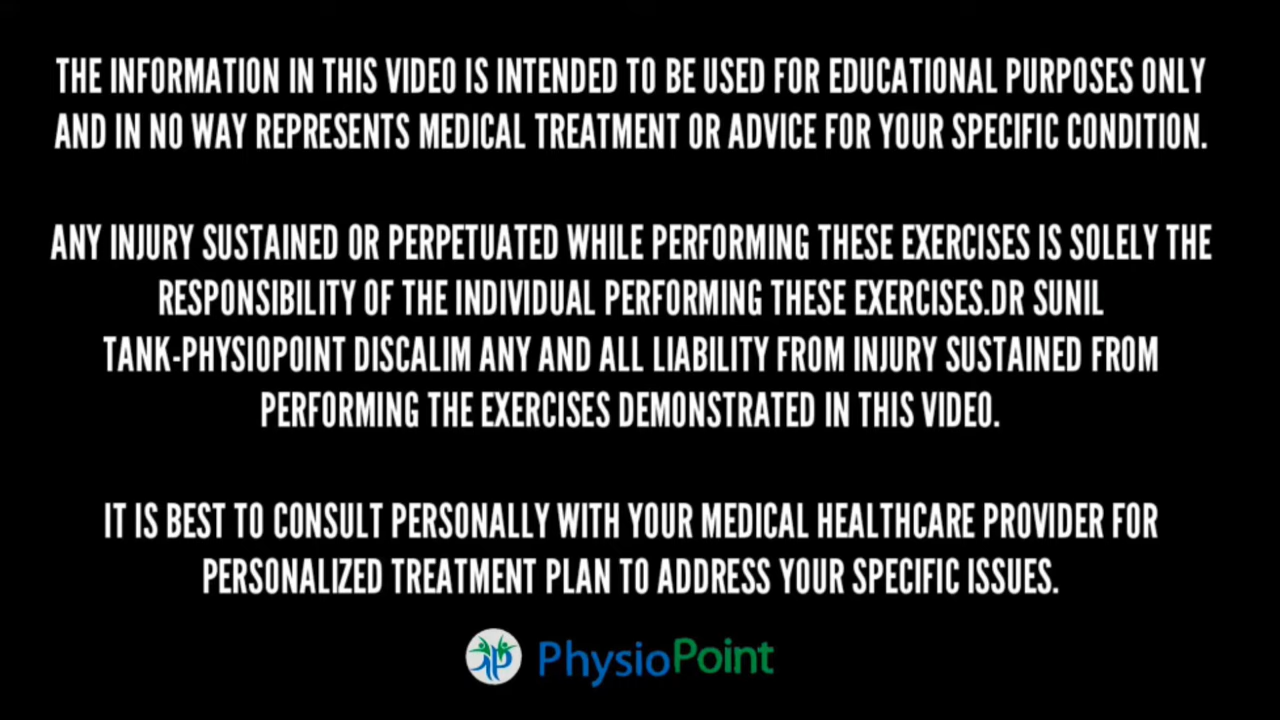 THE INFORMATION IN THIS VIDEO IS INTENDED TO BE USED FOR EDUCATIONAL PURPOSES ONLY
AND IN NO WAY REPRESENTS MEDICAL TREATMENT OR ADVICE FOR YOUR SPECIFIC CONDITION.
ANY INJURY SUSTAINED OR PERPETUATED WHILE PERFORMING THESE EXERCISES IS SOLELY THE
RESPONSIBILITY OF THE INDIVIDUAL PERFORMING THESE EXERCISES.DR SUNIL
TANK-PHYSIOPOINT DISCALIM ANY AND ALL LIABILITY FROM INJURY SUSTAINED FROM
PERFORMING THE EXERCISES DEMONSTRATED IN THIS VIDEO.
IT IS BEST TO CONSULT PERSONALLY WITH YOUR MEDICAL HEALTHCARE PROVIDER FOR
PERSONALIZED TREATMENT PLAN TO ADDRESS YOUR SPECIFIC ISSUES.
PhysioPoint